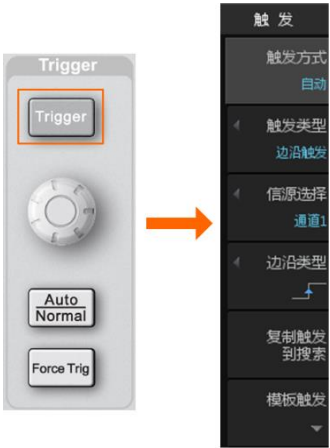 Trigger
Trigger
Auto
Normal
Force Trig
触 发
触发方式
自动
触发类型
边沿触发
信源选择
通道1
边沿类型
复制触发
到搜索
模板触发